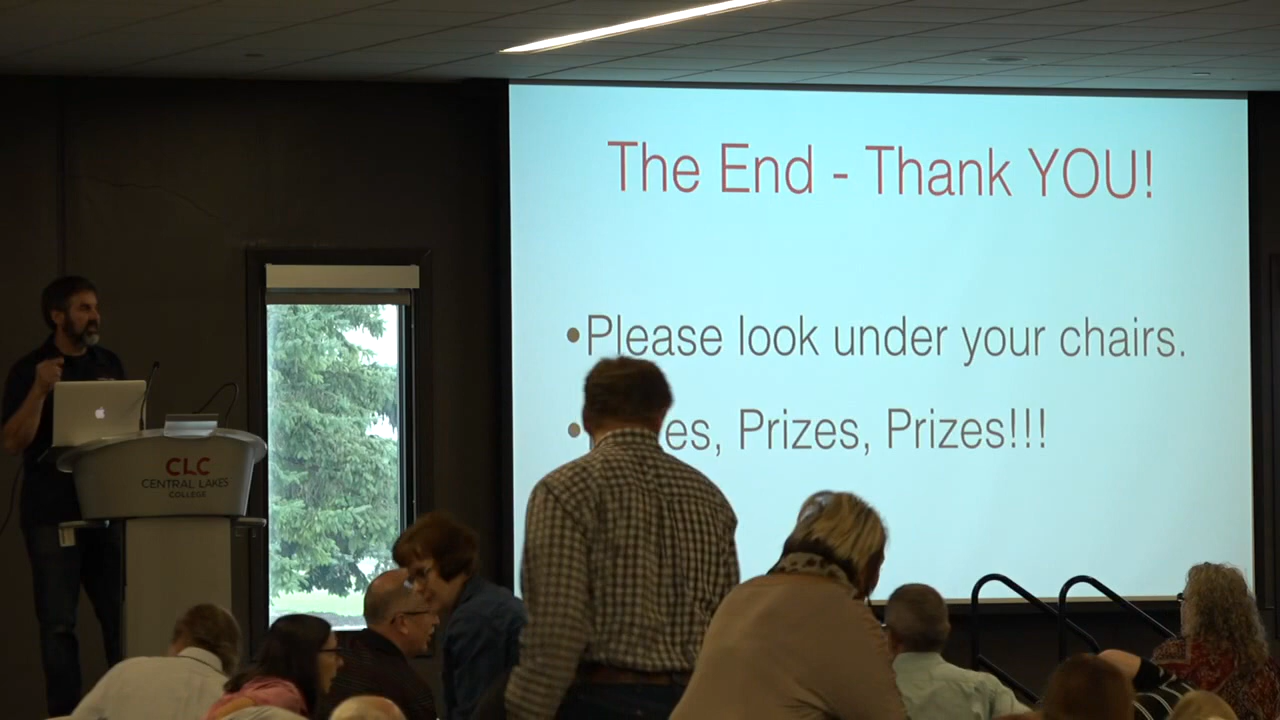 The End - Thank YOU!
•Please look under your chairs.
• es, Prizes, Prizes!!!
CLC
CENTRAL LAKES
COLLEGE